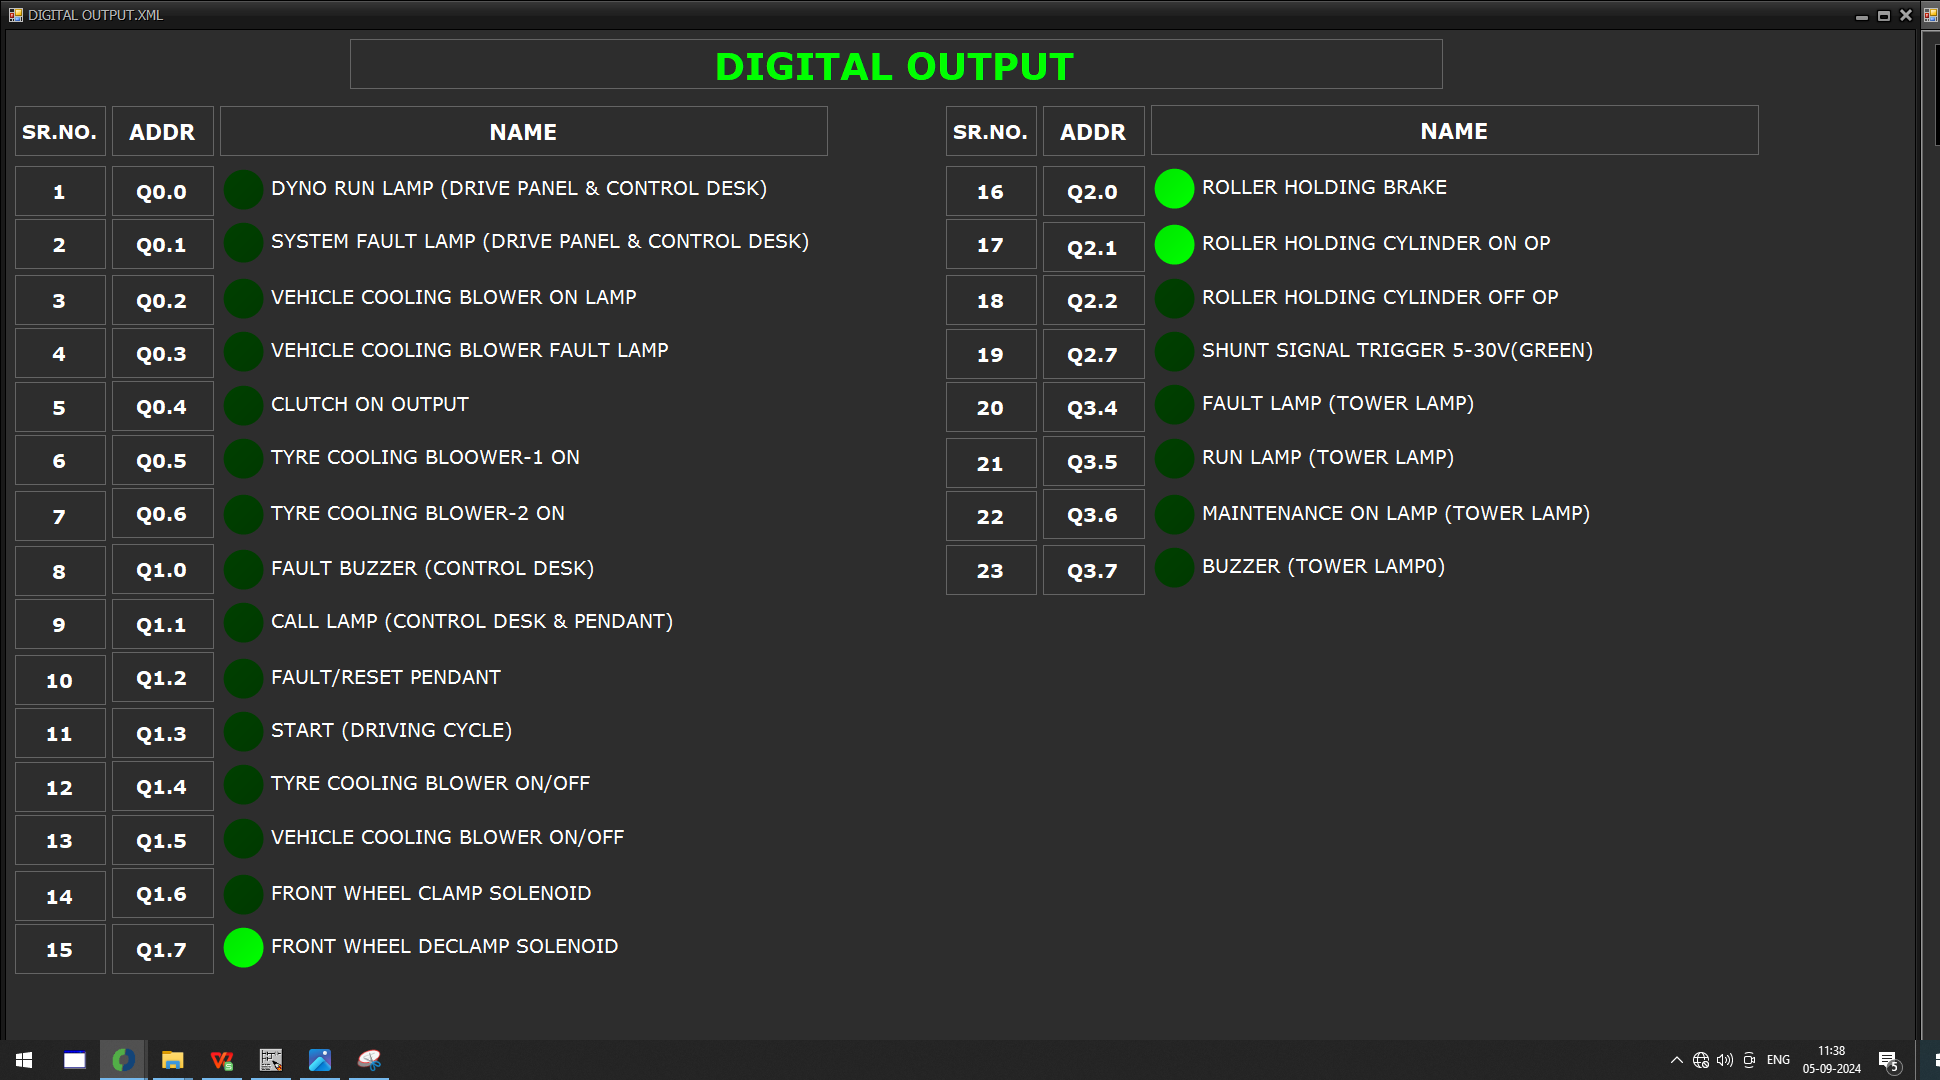 DIGITAL OUTPUT.XML
DIGITAL OUTPUT
SR.NO. ADDR NAME
1 Q0.0 DYNO RUN LAMP (DRIVE PANEL & CONTROL DESK)
2 Q0.1 SYSTEM FAULT LAMP (DRIVE PANEL & CONTROL DESK)
3 Q0.2 VEHICLE COOLING BLOWER ON LAMP
4 Q0.3 VEHICLE COOLING BLOWER FAULT LAMP
5 Q0.4 CLUTCH ON OUTPUT
6 Q0.5 TYRE COOLING BLOOWER-1 ON
7 Q0.6 TYRE COOLING BLOWER-2 ON
8 Q1.0 FAULT BUZZER (CONTROL DESK)
9 Q1.1 CALL LAMP (CONTROL DESK & PENDANT)
10 Q1.2 FAULT/RESET PENDANT
11 Q1.3 START (DRIVING CYCLE)
12 Q1.4 TYRE COOLING BLOWER ON/OFF
13 Q1.5 VEHICLE COOLING BLOWER ON/OFF
14 Q1.6 FRONT WHEEL CLAMP SOLENOID
15 Q1.7 FRONT WHEEL DECLAMP SOLENOID
SR.NO. ADDR NAME
16 Q2.0 ROLLER HOLDING BRAKE
17 Q2.1 ROLLER HOLDING CYLINDER ON OP
18 Q2.2 ROLLER HOLDING CYLINDER OFF OP
19 Q2.7 SHUNT SIGNAL TRIGGER 5-30V(GREEN)
20 Q3.4 FAULT LAMP (TOWER LAMP)
21 Q3.5 RUN LAMP (TOWER LAMP)
22 Q3.6 MAINTENANCE ON LAMP (TOWER LAMP)
23 Q3.7 BUZZER (TOWER LAMP0)
ENG
11:38
05-09-2024
5